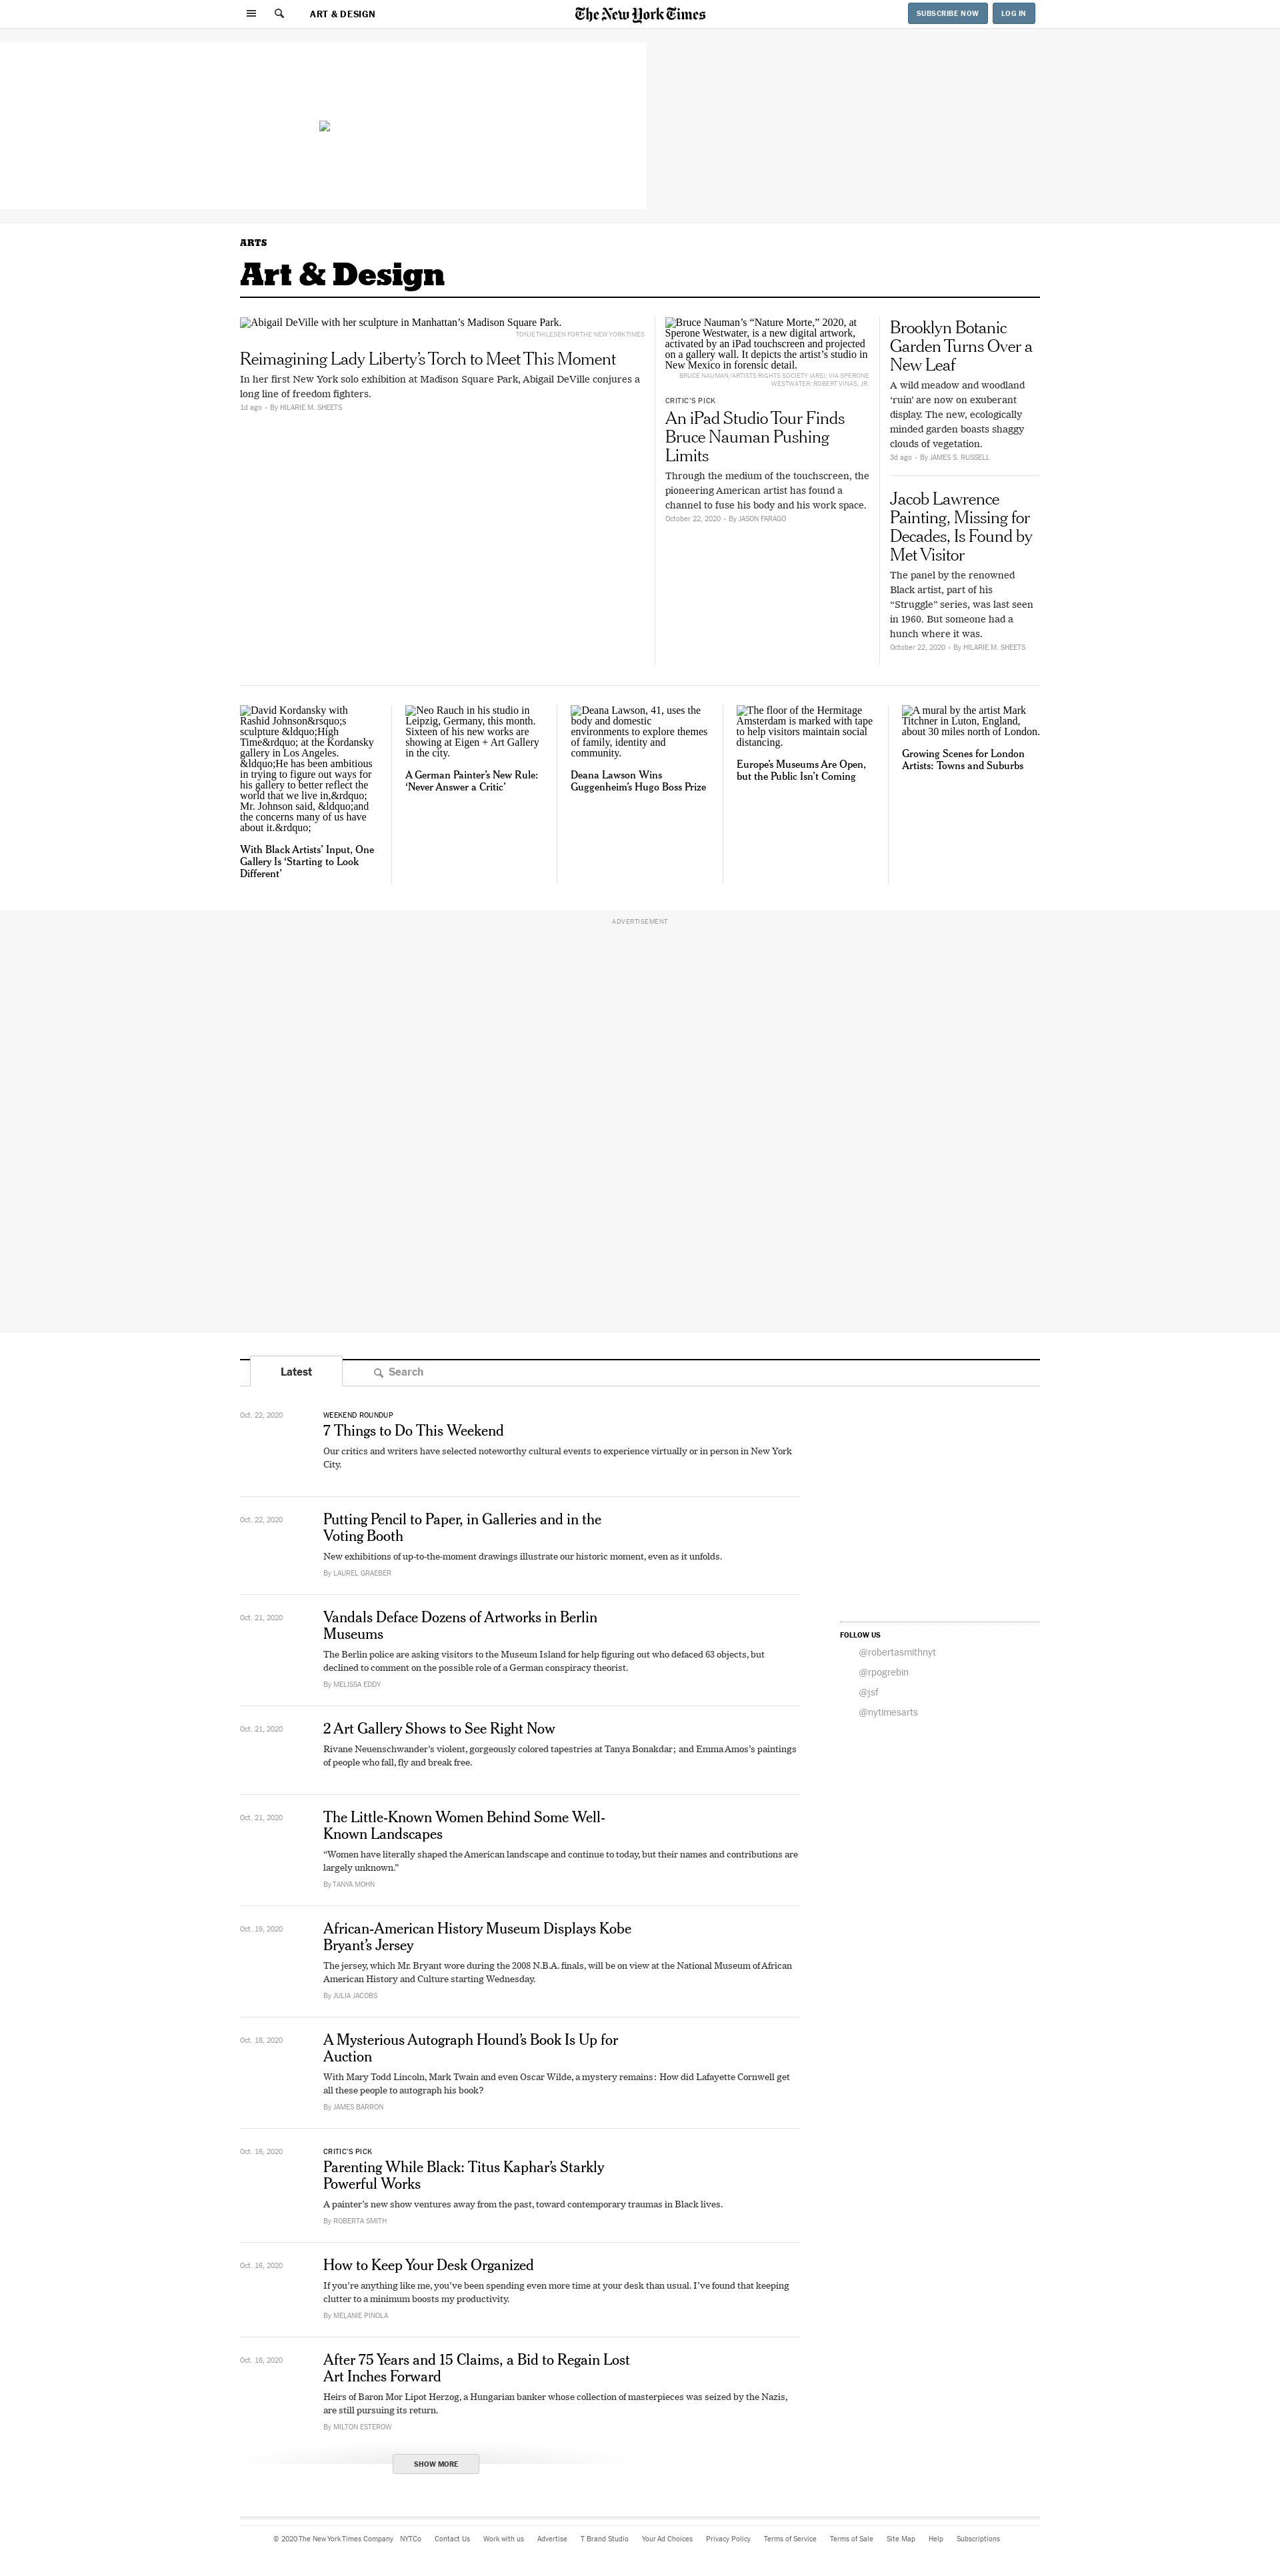 ART & DESIGN
The New York Times
SUBSCRIBE NOW
LOG IN
ARTS
Art & Design
Abigail DeVille with her sculpture in Manhattan’s Madison Square Park.
TONJE THILESEN FOR THE NEW YORK TIMES
Reimagining Lady Liberty’s Torch to Meet This Moment
In her first New York solo exhibition at Madison Square Park, Abigail DeVille conjures a
long line of freedom fighters.
1d ago • By HILARIE M. SHEETS
Bruce Nauman’s “Nature Morte,” 2020, at
Sperone Westwater, is a new digital artwork,
activated by an iPad touchscreen and projected
on a gallery wall. It depicts the artist’s studio in
New Mexico in forensic detail.
BRUCE NAUMAN/ARTISTS RIGHTS SOCIETY (ARS); VIA SPERONE
WESTWATER; ROBERT VINAS, JR.
CRITIC’S PICK
An iPad Studio Tour Finds
Bruce Nauman Pushing
Limits
Through the medium of the touchscreen, the
pioneering American artist has found a
channel to fuse his body and his work space.
October 22, 2020 • By JASON FARAGO
Brooklyn Botanic
Garden Turns Over a
New Leaf
A wild meadow and woodland
‘ruin’ are now on exuberant
display. The new, ecologically
minded garden boasts shaggy
clouds of vegetation.
3d ago • By JAMES S. RUSSELL
Jacob Lawrence
Painting, Missing for
Decades, Is Found by
Met Visitor
The panel by the renowned
Black artist, part of his
“Struggle” series, was last seen
in 1960. But someone had a
hunch where it was.
October 22, 2020 • By HILARIE M. SHEETS
David Kordansky with
Rashid Johnson&rsquo;s
sculpture &ldquo;High
Time&rdquo; at the Kordansky
gallery in Los Angeles.
&ldquo;He has been ambitious
in trying to figure out ways for
his gallery to better reflect the
world that we live in,&rdquo;
Mr. Johnson said, &ldquo;and
the concerns many of us have
about it.&rdquo;
With Black Artists’ Input, One
Gallery Is ‘Starting to Look
Different’
Neo Rauch in his studio in
Leipzig, Germany, this month.
Sixteen of his new works are
showing at Eigen + Art Gallery
in the city.
A German Painter’s New Rule:
‘Never Answer a Critic’
Deana Lawson, 41, uses the
body and domestic
environments to explore themes
of family, identity and
community.
Deana Lawson Wins
Guggenheim’s Hugo Boss Prize
The floor of the Hermitage
Amsterdam is marked with tape
to help visitors maintain social
distancing.
Europe’s Museums Are Open,
but the Public Isn’t Coming
A mural by the artist Mark
Titchner in Luton, England,
about 30 miles north of London.
Growing Scenes for London
Artists: Towns and Suburbs
ADVERTISEMENT
Latest
Search
Oct. 22, 2020
WEEKEND ROUNDUP
7 Things to Do This Weekend
Our critics and writers have selected noteworthy cultural events to experience virtually or in person in New York
City.
Oct. 22, 2020
Putting Pencil to Paper, in Galleries and in the
Voting Booth
New exhibitions of up-to-the-moment drawings illustrate our historic moment, even as it unfolds.
By LAUREL GRAEBER
Oct. 21, 2020
Vandals Deface Dozens of Artworks in Berlin
Museums
The Berlin police are asking visitors to the Museum Island for help figuring out who defaced 63 objects, but
declined to comment on the possible role of a German conspiracy theorist.
By MELISSA EDDY
Oct. 21, 2020
2 Art Gallery Shows to See Right Now
Rivane Neuenschwander’s violent, gorgeously colored tapestries at Tanya Bonakdar; and Emma Amos’s paintings
of people who fall, fly and break free.
Oct. 21, 2020
The Little-Known Women Behind Some Well-
Known Landscapes
“Women have literally shaped the American landscape and continue to today, but their names and contributions are
largely unknown.”
By TANYA MOHN
Oct. 19, 2020
African-American History Museum Displays Kobe
Bryant’s Jersey
The jersey, which Mr. Bryant wore during the 2008 N.B.A. finals, will be on view at the National Museum of African
American History and Culture starting Wednesday.
By JULIA JACOBS
Oct. 18, 2020
A Mysterious Autograph Hound’s Book Is Up for
Auction
With Mary Todd Lincoln, Mark Twain and even Oscar Wilde, a mystery remains: How did Lafayette Cornwell get
all these people to autograph his book?
By JAMES BARRON
Oct. 16, 2020
CRITIC’S PICK
Parenting While Black: Titus Kaphar’s Starkly
Powerful Works
A painter’s new show ventures away from the past, toward contemporary traumas in Black lives.
By ROBERTA SMITH
Oct. 16, 2020
How to Keep Your Desk Organized
If you’re anything like me, you’ve been spending even more time at your desk than usual. I’ve found that keeping
clutter to a minimum boosts my productivity.
By MELANIE PINOLA
Oct. 16, 2020
After 75 Years and 15 Claims, a Bid to Regain Lost
Art Inches Forward
Heirs of Baron Mor Lipot Herzog, a Hungarian banker whose collection of masterpieces was seized by the Nazis,
are still pursuing its return.
By MILTON ESTEROW
SHOW MORE
FOLLOW US
@robertasmithnyt
@rpogrebin
@jsf
@nytimesarts
© 2020 The New York Times Company NYTCo Contact Us Work with us Advertise T Brand Studio Your Ad Choices Privacy Policy Terms of Service Terms of Sale Site Map Help Subscriptions